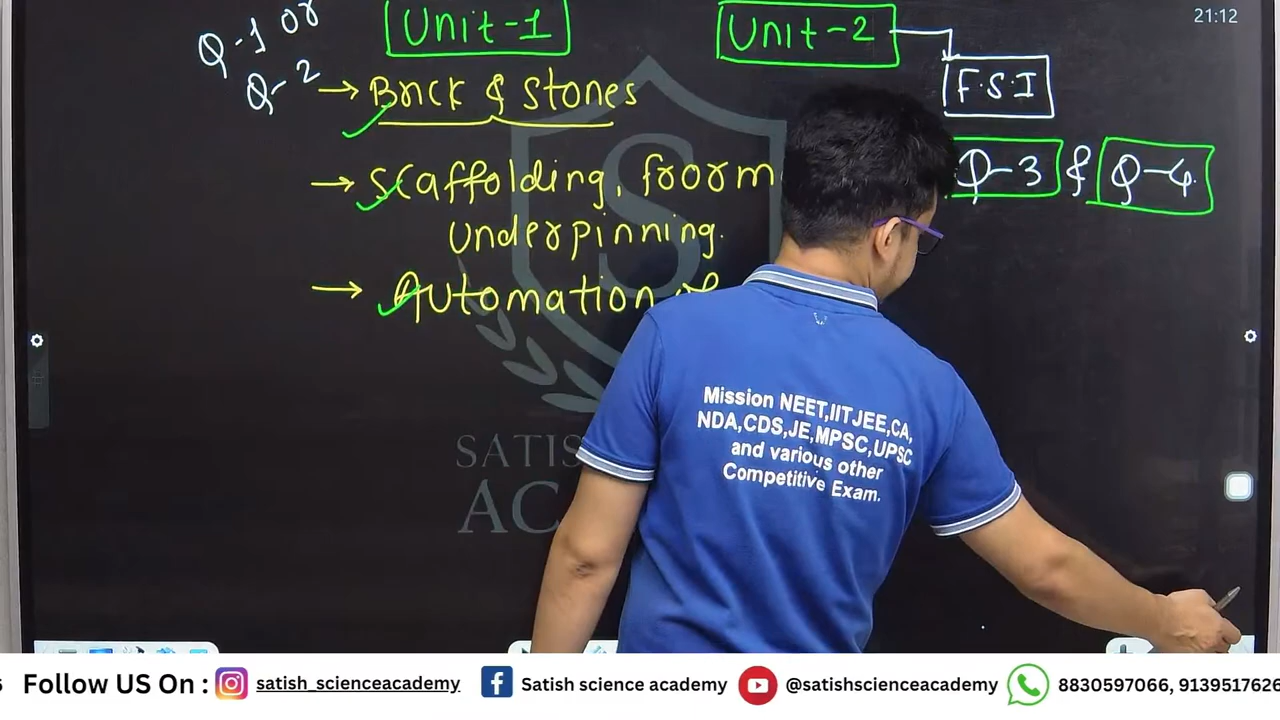 21:12
Q-1 or
Q-2
Unit-1
→ Brick & Stones
→ Scaffolding, froorm
underpinning.
→ Automation of
Unit-2
F.S.I
Q-3 & Q-4.
SATIS
AC
Mission NEET,IITJEE,CA,
NDA,CDS,JE,MPSC,UPSC
and various other
Competitive Exam.
Follow US On : satish_scienceacademy Satish science academy @satishscienceacademy 8830597066, 9139517626